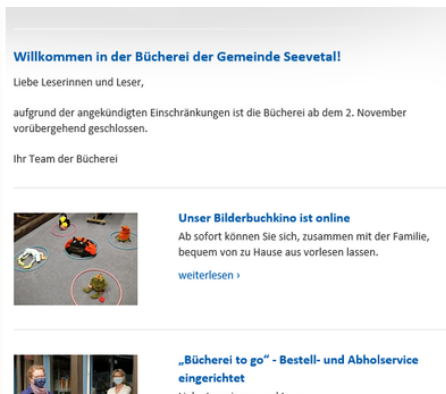 Willkommen in der Bücherei der Gemeinde Seevetal!
Liebe Leserinnen und Leser,
aufgrund der angekündigten Einschränkungen ist die Bücherei ab dem 2. November
vorübergehend geschlossen.
Ihr Team der Bücherei
Unser Bilderbuchkino ist online
Ab sofort können Sie sich, zusammen mit der Familie,
bequem von zu Hause aus vorlesen lassen.
weiterlesen ›
„Bücherei to go“ - Bestell- und Abholservice
eingerichtet